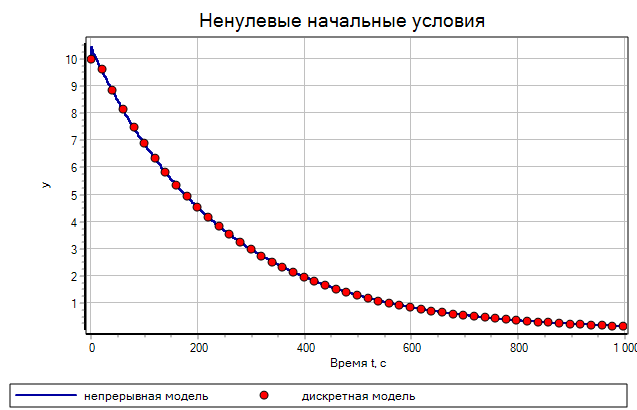 Ненулевые начальные условия
10
9
8
7
6
5
4
3
2
1
y
0 200 400 600 800 1 000
Время t, с
непрерывная модель дискретная модель